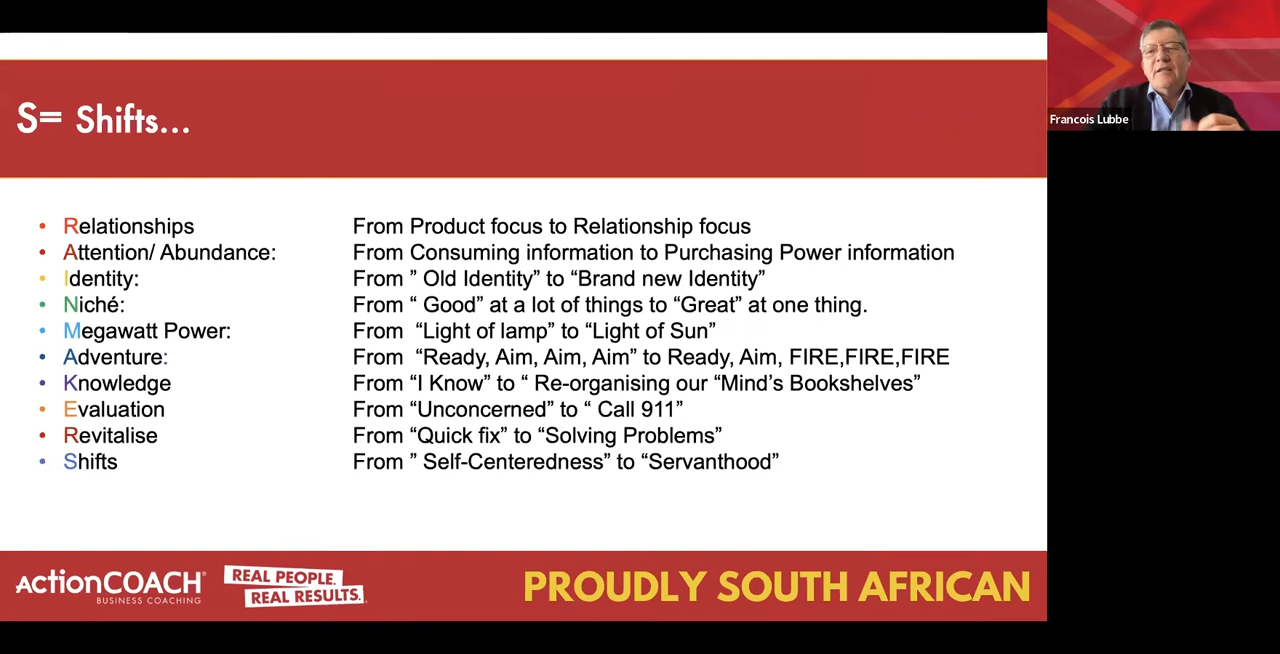 S= Shifts...
• Relationships From Product focus to Relationship focus
• Attention/ Abundance: From Consuming information to Purchasing Power information
• Identity: From ” Old Identity” to “Brand new Identity”
• Niché: From “ Good” at a lot of things to “Great” at one thing.
• Megawatt Power: From “Light of lamp” to “Light of Sun”
• Adventure: From “Ready, Aim, Aim, Aim” to Ready, Aim, FIRE,FIRE,FIRE
• Knowledge From “I Know” to “ Re-organising our “Mind’s Bookshelves”
• Evaluation From “Unconcerned” to “ Call 911”
• Revitalise From “Quick fix” to “Solving Problems”
• Shifts From ” Self-Centeredness” to “Servanthood”
ActionCOACH®
BUSINESS COACHING
REAL PEOPLE.
REAL RESULTS.
PROUDLY SOUTH AFRICAN
Francois Lubbe